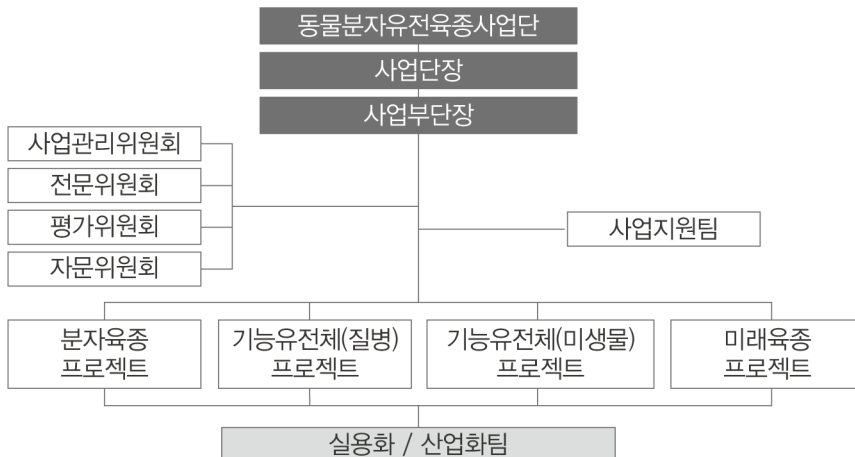 동물분자유전육종사업단
사업단장
사업부단장
사업관리위원회
전문위원회
평가위원회
자문위원회
사업지원팀
분자육종
프로젝트
기능유전체(질병)
프로젝트
기능유전체(미생물)
프로젝트
미래육종
프로젝트
실용화 / 산업화팀